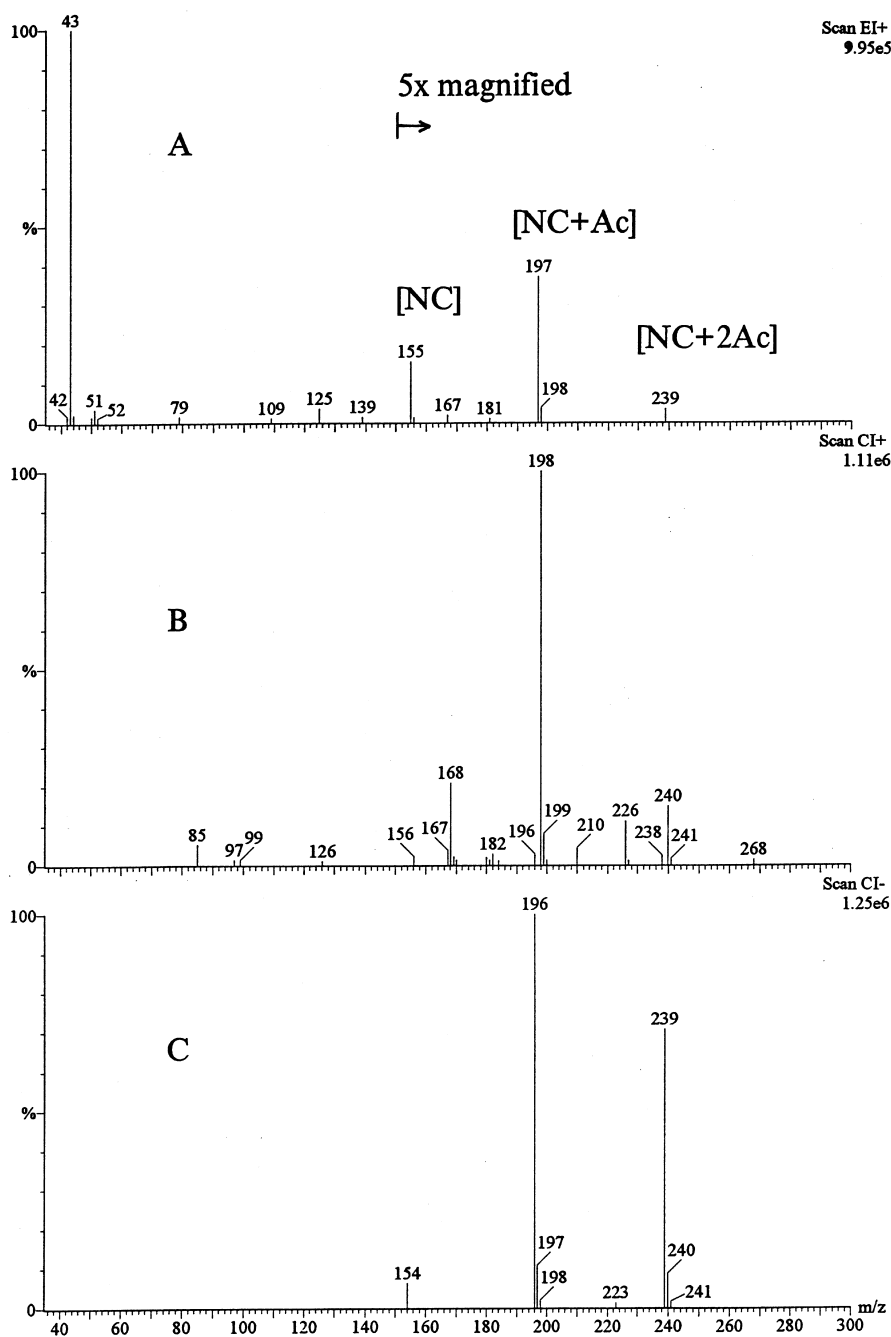 43
100
Scan EI+
9.95e5
5x magnified
A
%
[NC+Ac]
197
[NC]
[NC+2Ac]
155
42 51 52 79 109 125 139 167 181 198 239
0
Scan CI+
1.11e6
100
198
B
%
168
240
85 97 99 126 156 167 182 196 199 210 226 238 241 268
0
Scan CI-
1.25e6
100
196
239
C
%
154 197 198 223 240 241
0
m/z
40 60 80 100 120 140 160 180 200 220 240 260 280 300